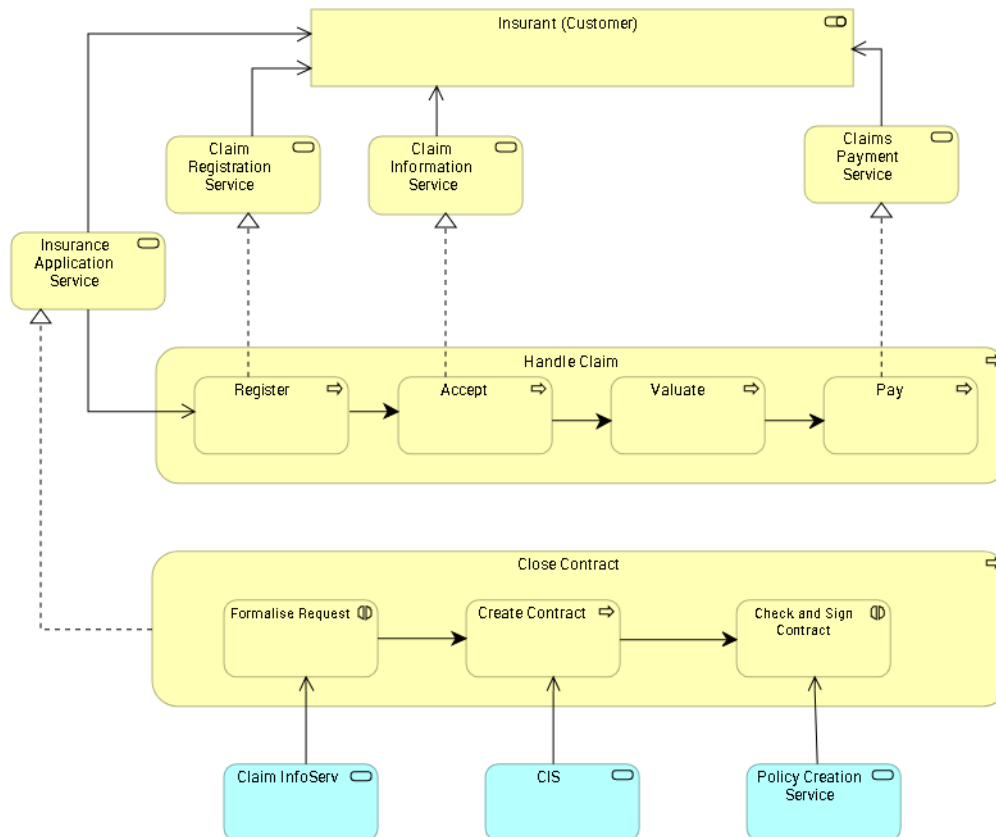 Insurant (Customer)
Claim
Registration
Service
Claim
Information
Service
Claims
Payment
Service
Insurance
Application
Service
Handle Claim
Register
Accept
Valuate
Pay
Close Contract
Formalise Request
Create Contract
Check and Sign
Contract
Claim InfoServ
CIS
Policy Creation
Service